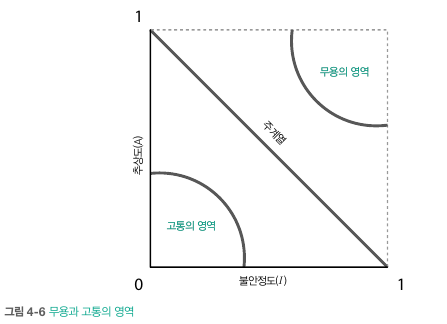 1
무용의 영역
주계열
추상도(A)
고통의 영역
0
불안정도(I)
1
그림 4-6 무용과 고통의 영역